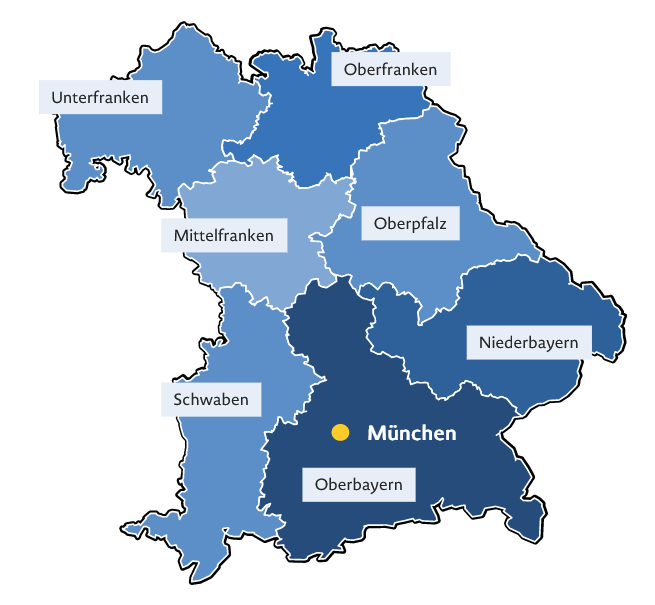 Oberfranken
Unterfranken
Oberpfalz
Mittelfranken
Niederbayern
Schwaben
München
Oberbayern